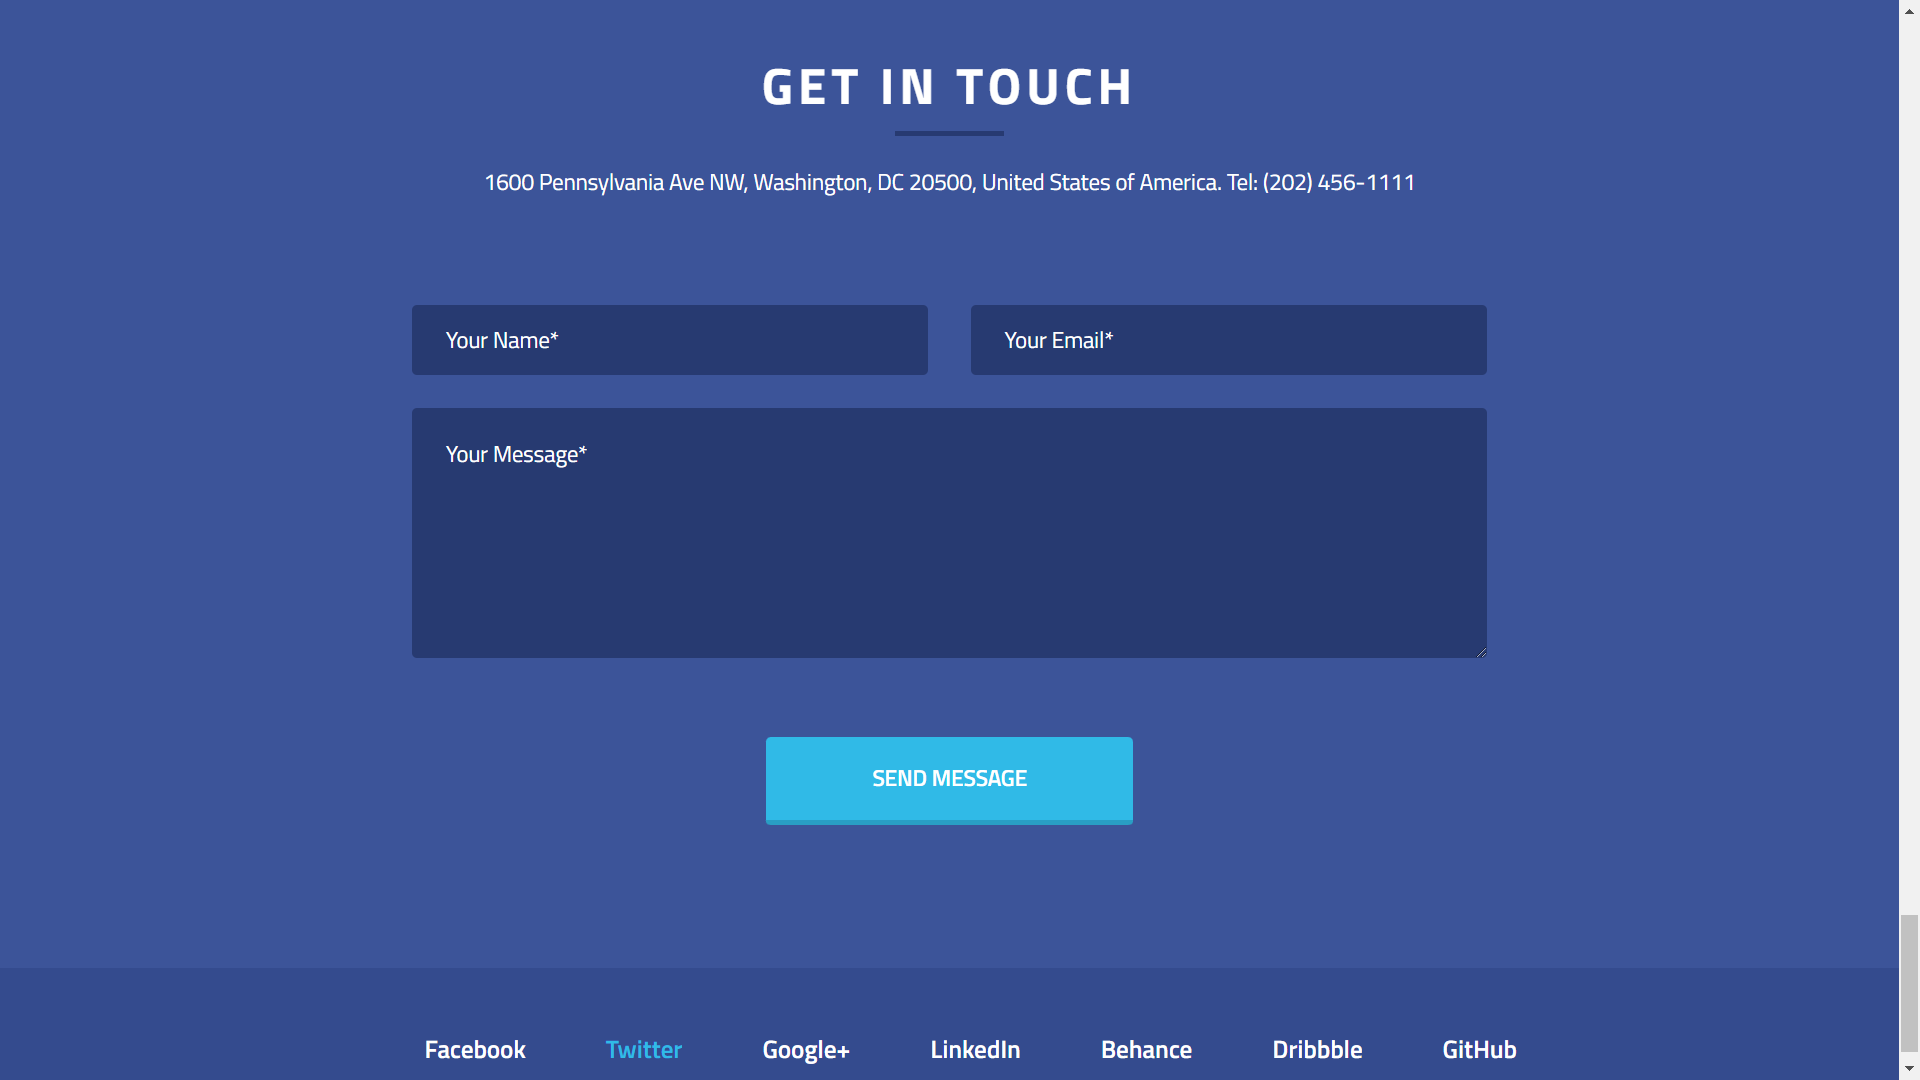 GET IN TOUCH
1600 Pennsylvania Ave NW, Washington, DC 20500, United States of America. Tel: (202) 456-1111
Your Name*
Your Email*
Your Message*
SEND MESSAGE
Facebook Twitter Google+ LinkedIn Behance Dribbble GitHub